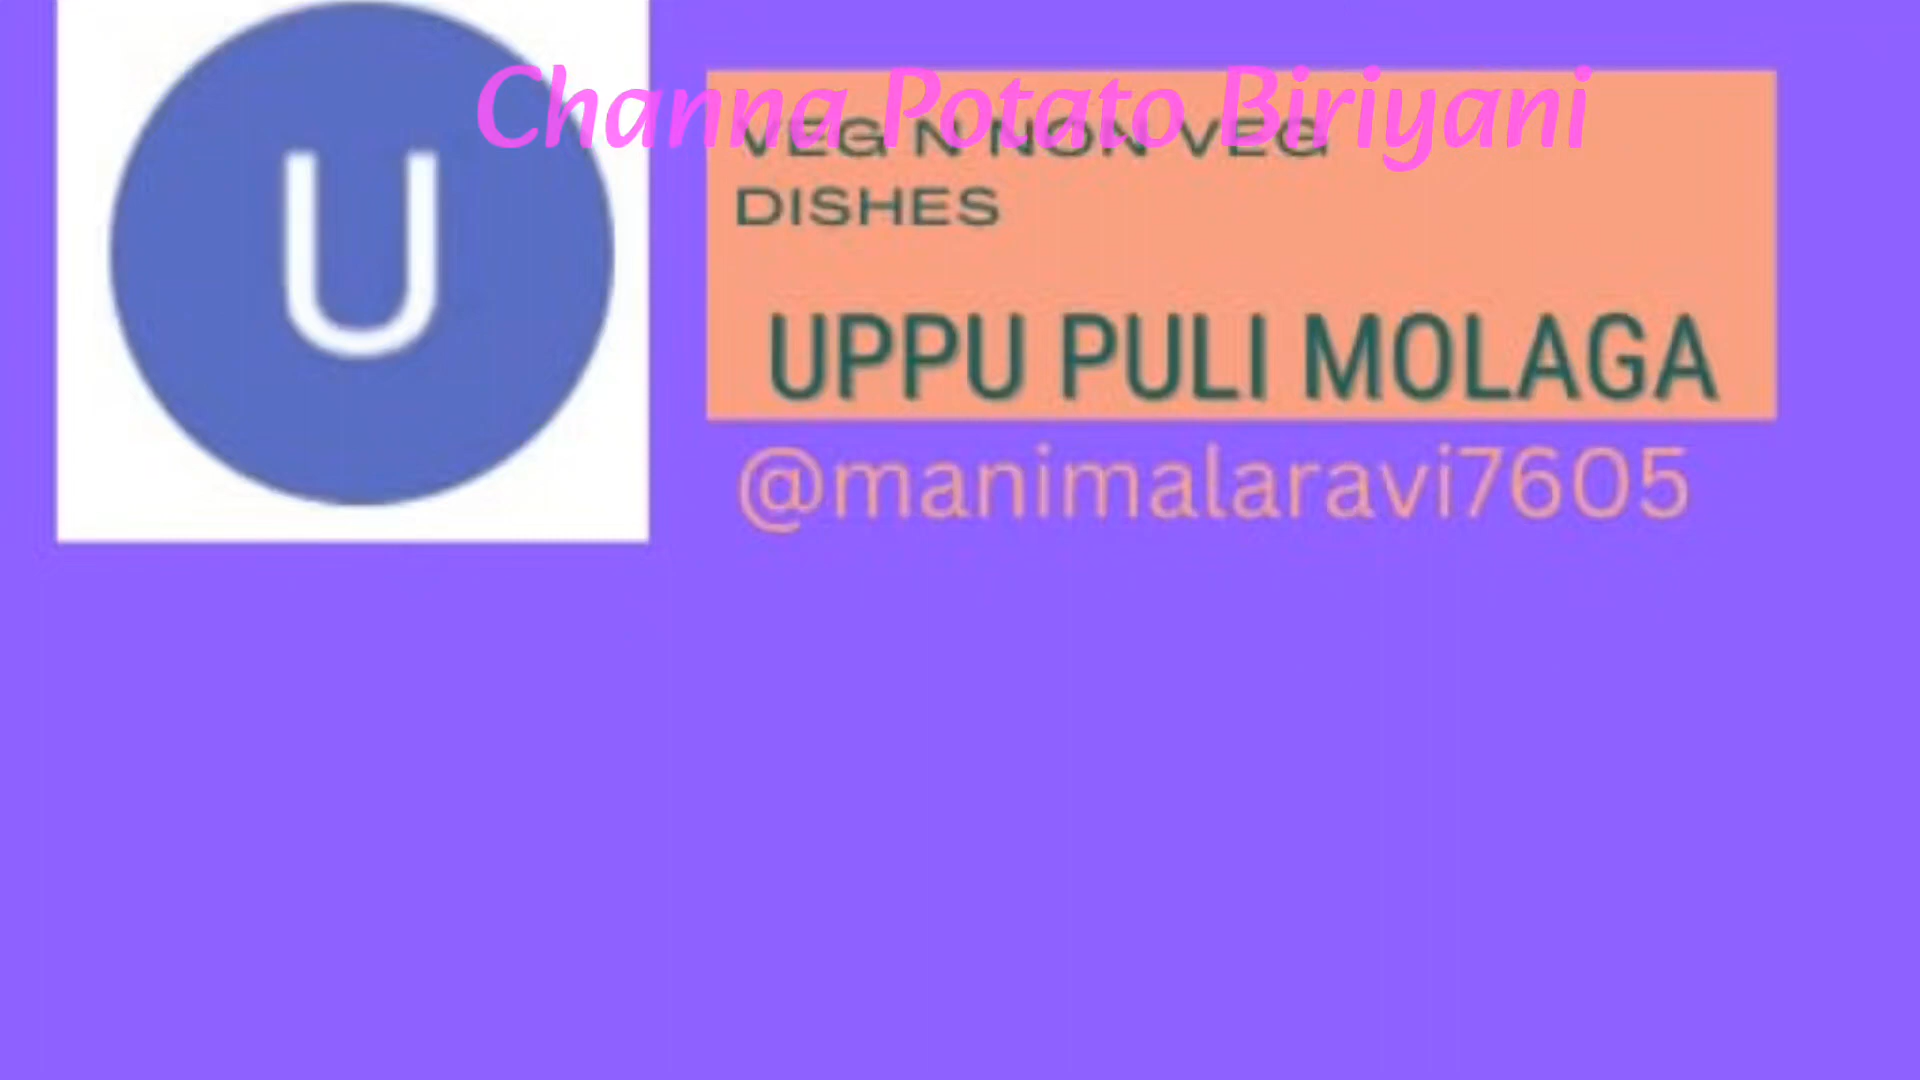 U
Channa Potato Biriyani
VEG N NON VEG
DISHES
UPPU PULI MOLAGA
@manimalaravi7605